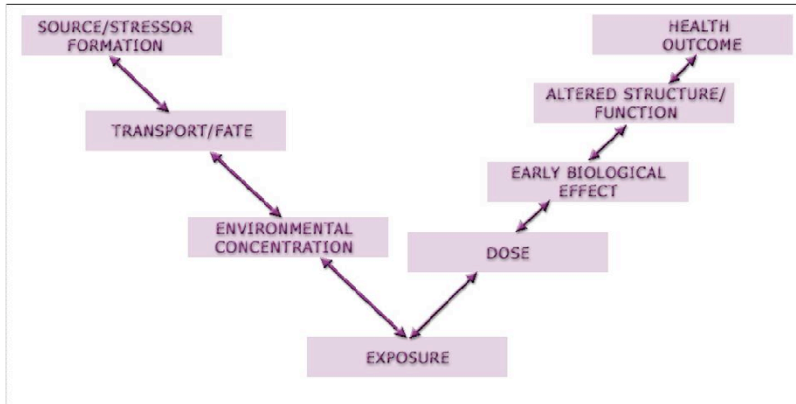 SOURCE/STRESSOR
FORMATION
HEALTH
OUTCOME
TRANSPORT/FATE
ALTERED STRUCTURE/
FUNCTION
ENVIRONMENTAL
CONCENTRATION
EARLY BIOLOGICAL
EFFECT
DOSE
EXPOSURE